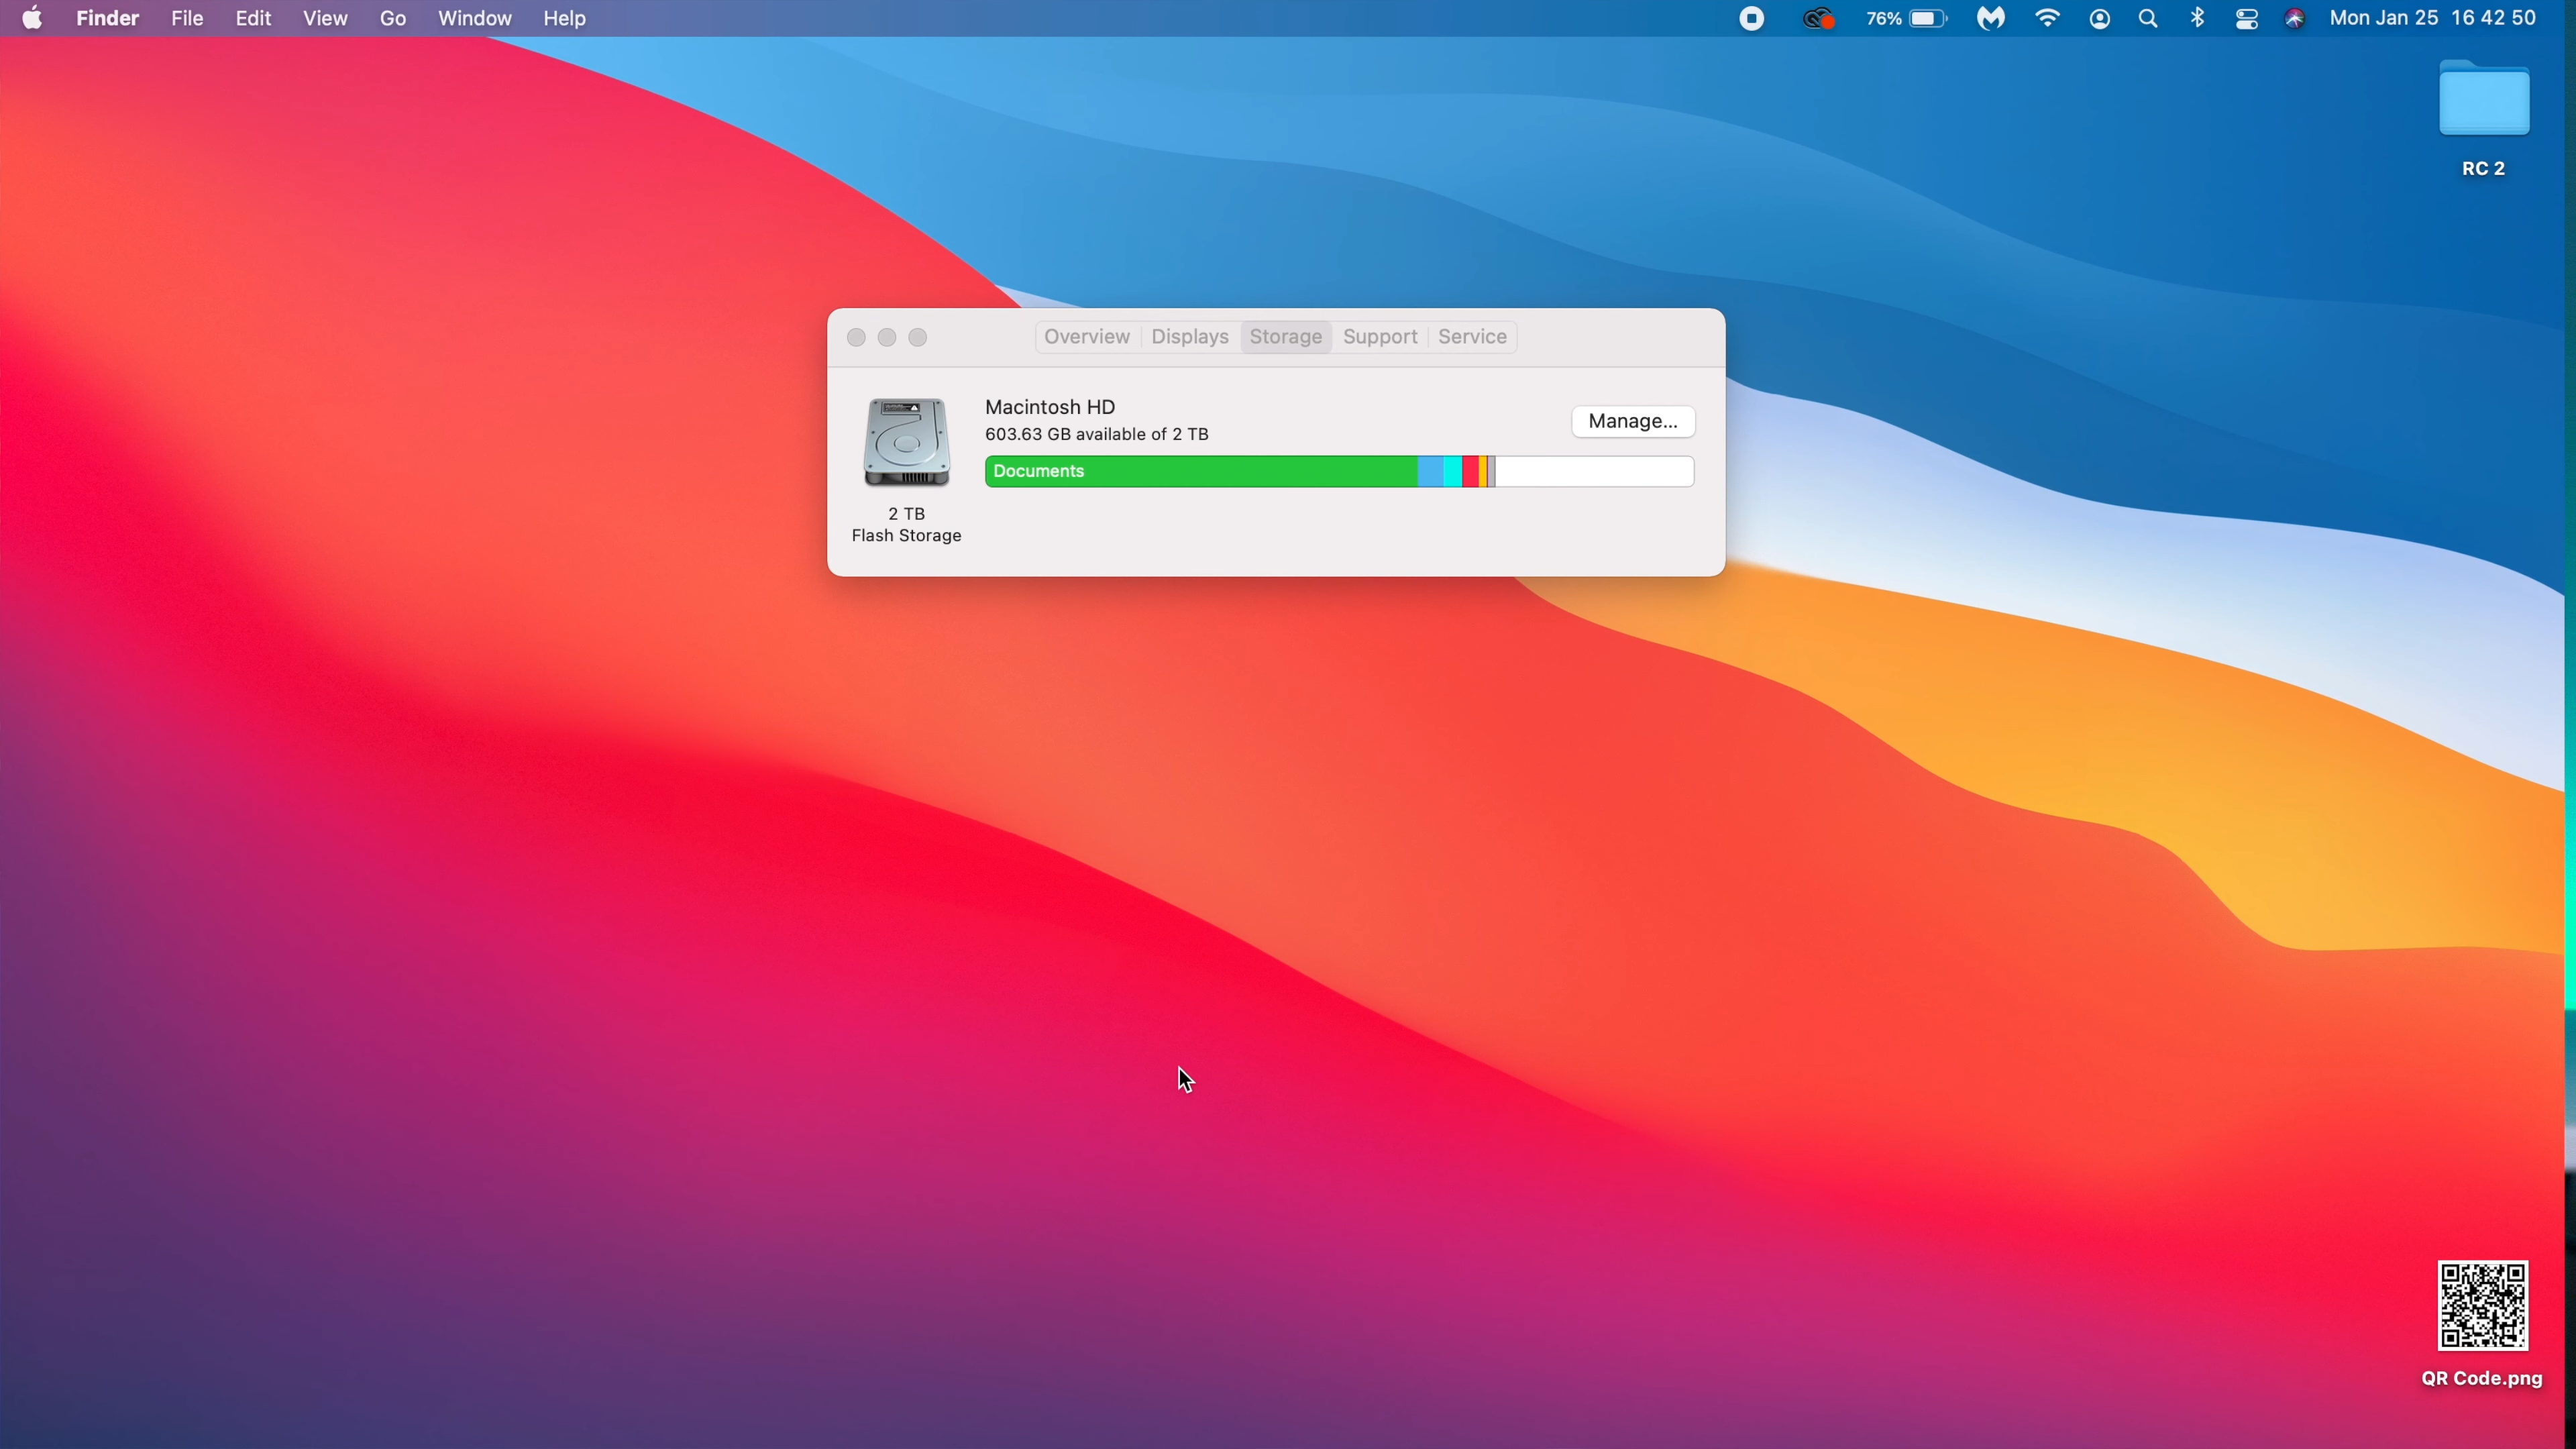 Finder File Edit View Go Window Help 76% Mon Jan 25 16 42 50
RC 2
Overview Displays Storage Support Service
Macintosh HD
603.63 GB available of 2 TB
Manage...
Documents
2 TB
Flash Storage
QR Code.png